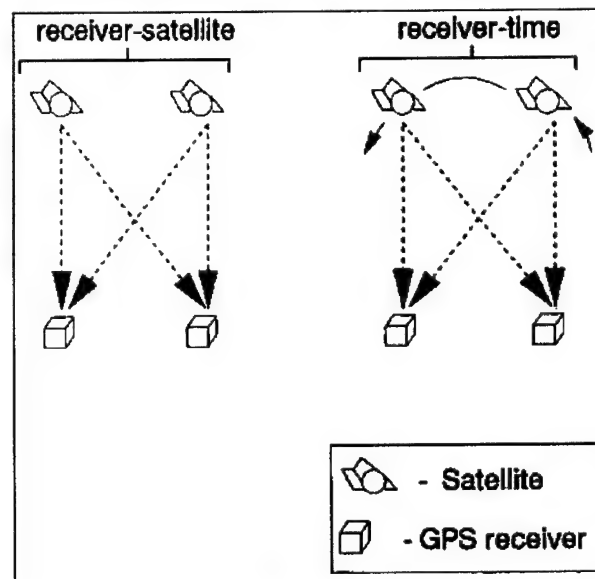 receiver-satellite
receiver-time
- Satellite
- GPS receiver